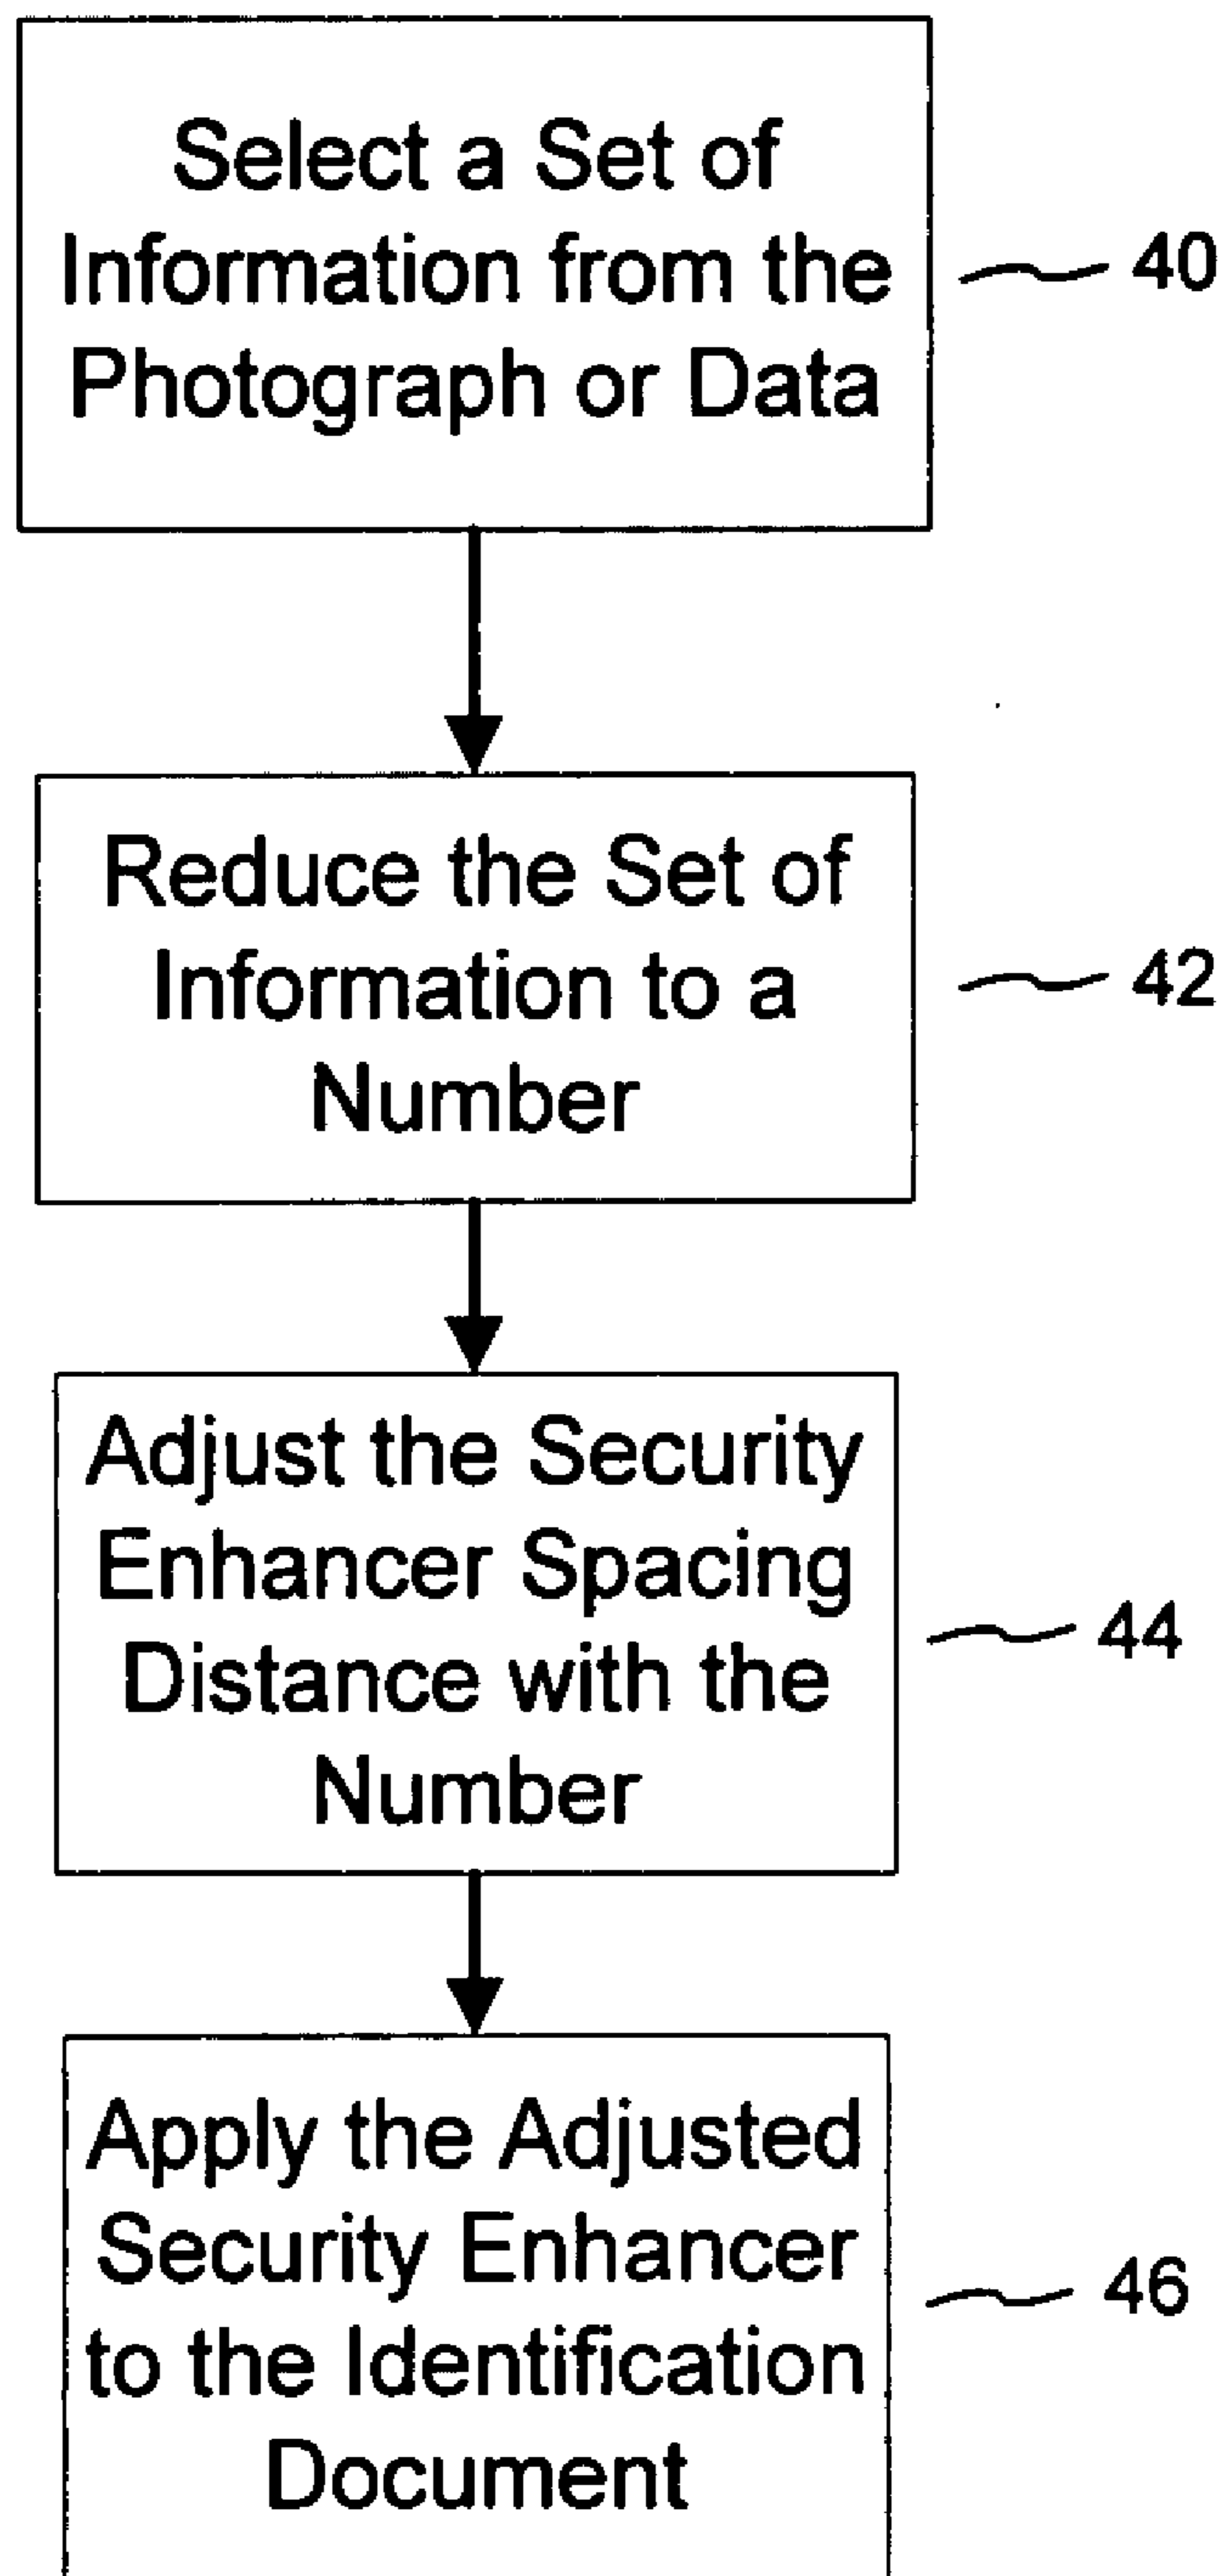 Select a Set of
Information from the
Photograph or Data
40
Reduce the Set of
Information to a
Number
42
Adjust the Security
Enhancer Spacing
Distance with the
Number
44
Apply the Adjusted
Security Enhancer
to the Identification
Document
46